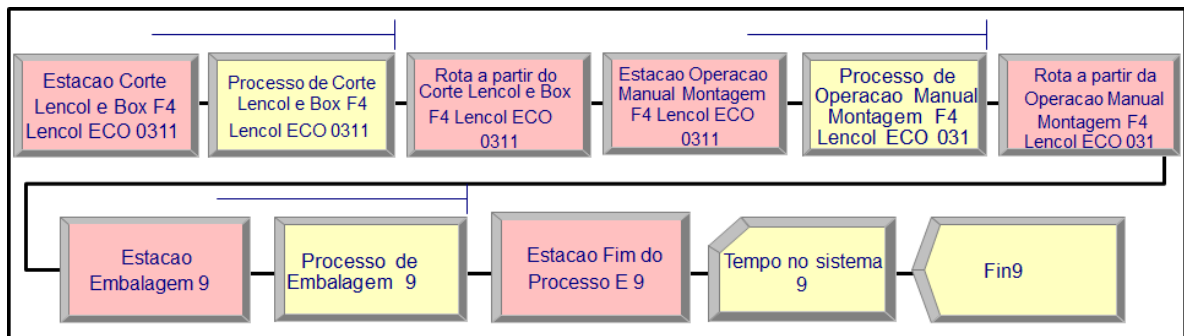 Estacao Corte
Lencol e Box F4
Lencol ECO 0311
Processo de Corte
Lencol e Box F4
Lencol ECO 0311
Rota a partir do
Corte Lencol e Box
F4 Lencol ECO
0311
Estacao Operacao
Manual Montagem
F4 Lencol ECO
0311
Processo de
Operacao Manual
Montagem F4
Lencol ECO 031
Rota a partir da
Operacao Manual
Montagem F4
Lencol ECO 031
Estacao
Embalagem 9
Processo de
Embalagem 9
Estacao Fim do
Processo E 9
Tempo no sistema
9
Fin9